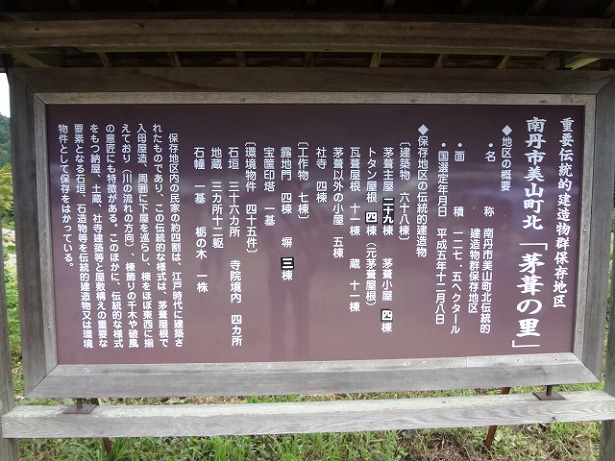 重要伝統的建造物群保存地区
南丹市美山町北「茅葺の里」
◆地区の概要
・名　称　南丹市美山町北伝統的
建造物群保存地区
・面　積　一二七．五ヘクタール
・国選定年月日　平成五年十二月八日
◆保存地区の伝統的建造物
〔建築物　六十八棟〕
茅葺主屋　二十九棟　茅葺小屋　四棟
トタン屋根　四棟（元茅葺屋根）
瓦葺屋根　十二棟　蔵　十一棟
茅葺以外の小屋　五棟
社寺　四棟
〔工作物　七棟〕
露地門　四棟　塀　三棟
宝篋印塔　一基
〔環境物件　四十五件〕
石垣　三十六カ所　寺院境内　四カ所
地蔵　三カ所十二躯
石幢　一基　栃の木　一株
保存地区内の民家の約四割は、江戸時代に建築さ
れたものであり、この伝統的な様式は、茅葺屋根で
入母屋造、周囲に下屋を巡らし、棟をほぼ東西に揃
えており（川の流れの方向）、棟飾りの千木や破風
の意匠にも特徴がある。このほかに、伝統的な様式
をもつ納屋、土蔵、社寺建築等と屋敷構えの重要な
要素となる石垣、石造物等を伝統的建造物又は環境
物件として保存をはかっている。